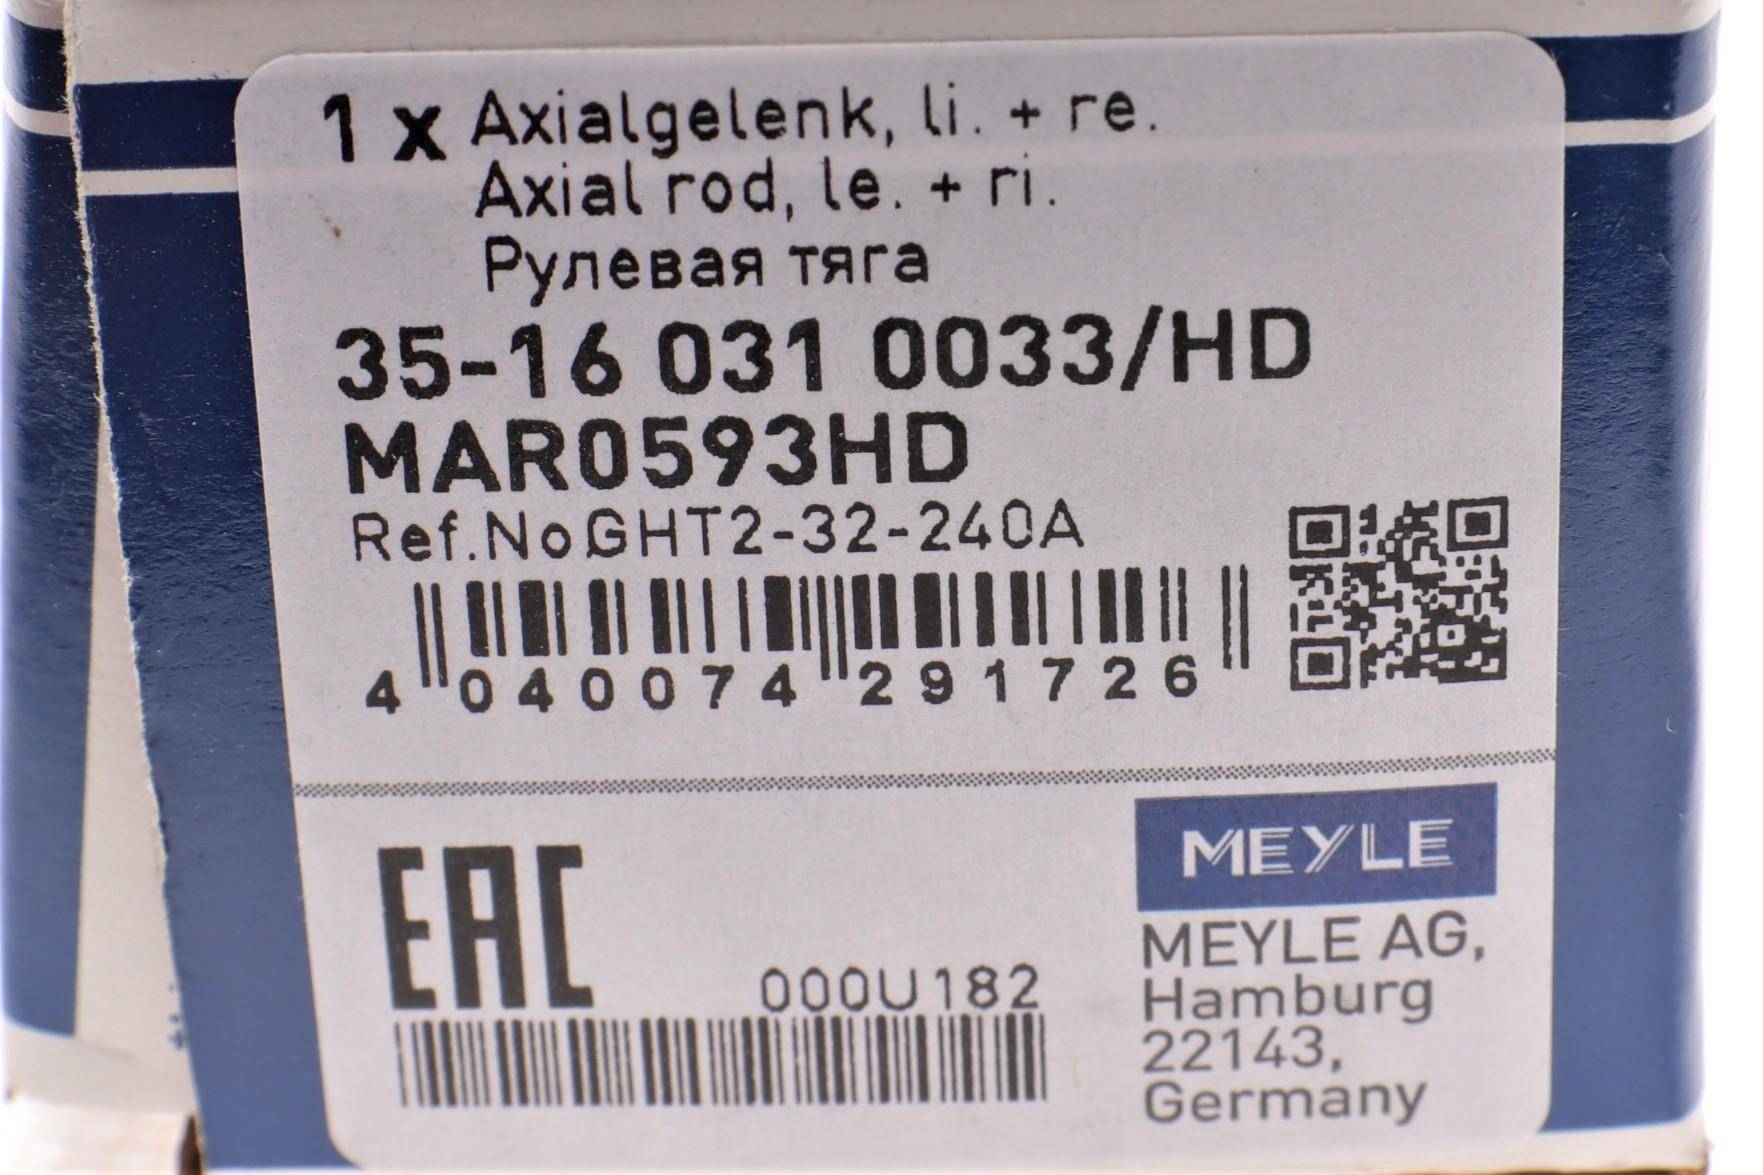 1 x Axialgelenk, li. + re.
Axial rod, le. + ri.
Рулевая тяга
35-16 031 0033/HD
MAR0593HD
Ref.NoGHT2-32-240A
4 040074 291726
EAC
000U182
MEYLE
MEYLE AG,
Hamburg
22143,
Germany